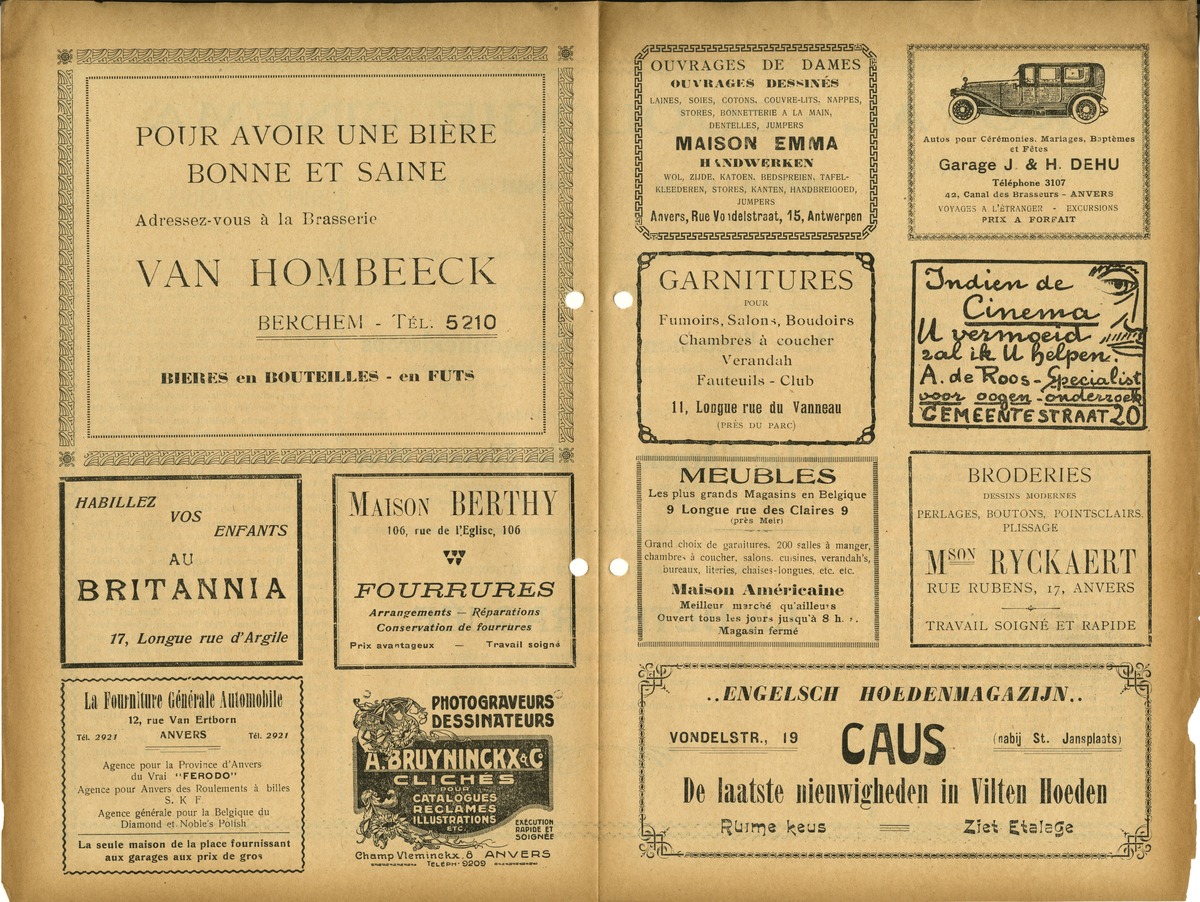 POUR AVOIR UNE BIÈRE
BONNE ET SAINE
Adressez-vous à la Brasserie
VAN HOMBEECK
BERCHEM - TÉL. 5210
BIERES en BOUTEILLES - en FUTS
HABILLEZ
VOS
ENFANTS
AU
BRITANNIA
17, Longue rue d'Argile
MAISON BERTHY
106, rue de l'Eglise, 106
FOURRURES
Arrangements — Réparations
Conservation de fourrures
Prix avantageux — Travail soigné
La Fourniture Générale Automobile
12, rue Van Ertborn
Tél. 2921 ANVERS Tél. 2921
Agence pour la Province d'Anvers
du Vrai "FERODO"
Agence pour Anvers des Roulements à billes
S. K F
Agence générale pour la Belgique du
Diamond et Noble's Polish
La seule maison de la place fournissant
aux garages aux prix de gros
PHOTOGRAVEURS
DESSINATEURS
A. BRUYNINCKX & Co
CLICHÉS
POUR
CATALOGUES
RECLAMES
ILLUSTRATIONS
ETC.
EXÉCUTION
RAPIDE ET
SOIGNÉE
Champ Vleminckx, 8 ANVERS
TELEPH. 9209
OUVRAGES DE DAMES
OUVRAGES DESSINÉS
LAINES, SOIES, COTONS, COUVRE-LITS, NAPPES,
STORES, BONNETTERIE A LA MAIN,
DENTELLES, JUMPERS
MAISON EMMA
HANDWERKEN
WOL, ZIJDE, KATOEN, BEDSPREIEN, TAFEL-
KLEEDEREN, STORES, KANTEN, HANDBREIGOED,
JUMPERS
Anvers, Rue Vondelstraat, 15, Antwerpen
Autos pour Cérémonies, Mariages, Baptèmes
et Fêtes
Garage J. & H. DEHU
Téléphone 3107
42, Canal des Brasseurs - ANVERS
VOYAGES A L'ÉTRANGER - EXCURSIONS
PRIX A FORFAIT
GARNITURES
POUR
Fumoirs, Salons, Boudoirs
Chambres à coucher
Verandah
Fauteuils - Club
11, Longue rue du Vanneau
(PRÈS DU PARC)
Indien de
Cinema
U vermoeid
zal ik U helpen.
A. de Roos - Specialist
voor oogen-onderzoek
GEMEENTESTRAAT 20
MEUBLES
Les plus grands Magasins en Belgique
9 Longue rue des Claires 9
(près Meir)
Grand choix de garnitures. 200 salles à manger,
chambres à coucher, salons, cuisines, verandah's,
bureaux, literies, chaises-longues, etc. etc.
Maison Américaine
Meilleur marché qu'ailleurs
Ouvert tous les jours jusqu'à 8 h.
Magasin fermé
BRODERIES
DESSINS MODERNES
PERLAGES, BOUTONS, POINTSCLAIRS,
PLISSAGE
MSON RYCKAERT
RUE RUBENS, 17, ANVERS
TRAVAIL SOIGNÉ ET RAPIDE
..ENGELSCH HOEDENMAGAZIJN..
VONDELSTR., 19 CAUS (nabij St. Jansplaats)
De laatste nieuwigheden in Vilten Hoeden
Ruime keus = Ziet Etalage